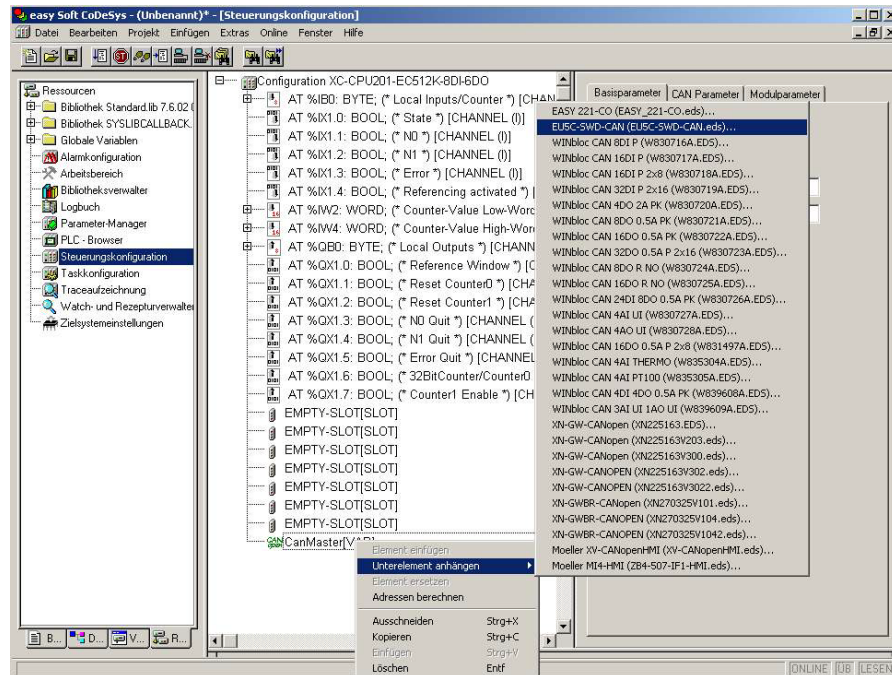 easy Soft CoDeSys - (Unbenannt)* - [Steuerungskonfiguration]
Datei Bearbeiten Projekt Einfügen Extras Online Fenster Hilfe
Ressourcen
Bibliothek Standard.lib 7.6.02
Bibliothek SYSLIBCALLBACK.
Globale Variablen
Alarmkonfiguration
Arbeitsbereich
Bibliotheksverwalter
Logbuch
Parameter-Manager
PLC - Browser
Steuerungskonfiguration
Taskkonfiguration
Traceaufzeichnung
Watch- und Rezepturverwalter
Zielsystemeinstellungen
B... D... V... R...
Configuration XC-CPU201-EC512K-8DI-6DO
AT %IB0: BYTE; (* Local Inputs/Counter *) [CHAN
AT %IX1.0: BOOL; (* State *) [CHANNEL (I)]
AT %IX1.1: BOOL; (* N0 *) [CHANNEL (I)]
AT %IX1.2: BOOL; (* N1 *) [CHANNEL (I)]
AT %IX1.3: BOOL; (* Error *) [CHANNEL (I)]
AT %IX1.4: BOOL; (* Referencing activated *) [
AT %IW2: WORD; (* Counter-Value Low-Word
AT %IW4: WORD; (* Counter-Value High-Wor
AT %QB0: BYTE; (* Local Outputs *) [CHANN
AT %QX1.0: BOOL; (* Reference Window *) [C
AT %QX1.1: BOOL; (* Reset Counter0 *) [CHA
AT %QX1.2: BOOL; (* Reset Counter1 *) [CHA
AT %QX1.3: BOOL; (* N0 Quit *) [CHANNEL (
AT %QX1.4: BOOL; (* N1 Quit *) [CHANNEL (
AT %QX1.5: BOOL; (* Error Quit *) [CHANNEL
AT %QX1.6: BOOL; (* 32BitCounter/Counter0
AT %QX1.7: BOOL; (* Counter1 Enable *) [CH
EMPTY-SLOT[SLOT]
EMPTY-SLOT[SLOT]
EMPTY-SLOT[SLOT]
EMPTY-SLOT[SLOT]
EMPTY-SLOT[SLOT]
EMPTY-SLOT[SLOT]
EMPTY-SLOT[SLOT]
CanMaster[VAR]
Element einfügen
Unterelement anhängen
Element ersetzen
Adressen berechnen
Ausschneiden Strg+X
Kopieren Strg+C
Einfügen Strg+V
Löschen Entf
Basisparameter CAN Parameter Modulparameter
EASY 221-CO (EASY_221-CO.eds)...
EU5C-SWD-CAN (EU5C-SWD-CAN.eds)...
WINbloc CAN 8DI P (W830716A.EDS)...
WINbloc CAN 16DI P (W830717A.EDS)...
WINbloc CAN 16DI P 2x8 (W830718A.EDS)...
WINbloc CAN 32DI P 2x16 (W830719A.EDS)...
WINbloc CAN 4DO 2A PK (W830720A.EDS)...
WINbloc CAN 8DO 0.5A PK (W830721A.EDS)...
WINbloc CAN 16DO 0.5A PK (W830722A.EDS)...
WINbloc CAN 32DO 0.5A P 2x16 (W830723A.EDS)...
WINbloc CAN 8DO R NO (W830724A.EDS)...
WINbloc CAN 16DO R NO (W830725A.EDS)...
WINbloc CAN 24DI 8DO 0.5A PK (W830726A.EDS)...
WINbloc CAN 4AI UI (W830727A.EDS)...
WINbloc CAN 4AO UI (W830728A.EDS)...
WINbloc CAN 16DO 0.5A P 2x8 (W831497A.EDS)...
WINbloc CAN 4AI THERMO (W835304A.EDS)...
WINbloc CAN 4AI PT100 (W835305A.EDS)...
WINbloc CAN 4DI 4DO 0.5A PK (W839608A.EDS)...
WINbloc CAN 3AI UI 1AO UI (W839609A.EDS)...
XN-GW-CANopen (XN225163.EDS)...
XN-GW-CANopen (XN225163V203.eds)...
XN-GW-CANopen (XN225163V300.eds)...
XN-GW-CANOPEN (XN225163V302.eds)...
XN-GW-CANOPEN (XN225163V3022.eds)...
XN-GWBR-CANopen (XN270325V101.eds)...
XN-GWBR-CANOPEN (XN270325V104.eds)...
XN-GWBR-CANOPEN (XN270325V1042.eds)...
Moeller XV-CANopenHMI (XV-CANopenHMI.eds)...
Moeller MI4-HMI (ZB4-507-IF1-HMI.eds)...
ONLINE ÜB LESEN